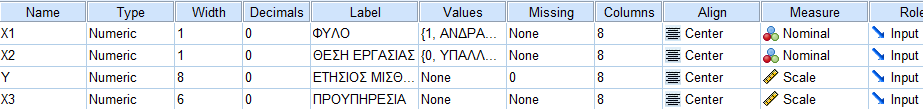 Name Type Width Decimals Label Values Missing Columns Align Measure Role
X1 Numeric 1 0 ΦΥΛΟ {1, ΑΝΔΡΑ... None 8 Center Nominal Input
X2 Numeric 1 0 ΘΕΣΗ ΕΡΓΑΣΙΑΣ {0, ΥΠΑΛΛ... None 8 Center Nominal Input
Y Numeric 8 0 ΕΤΗΣΙΟΣ ΜΙΣΘ... None 0 8 Center Scale Input
X3 Numeric 6 0 ΠΡΟΥΠΗΡΕΣΙΑ None None 8 Center Scale Input